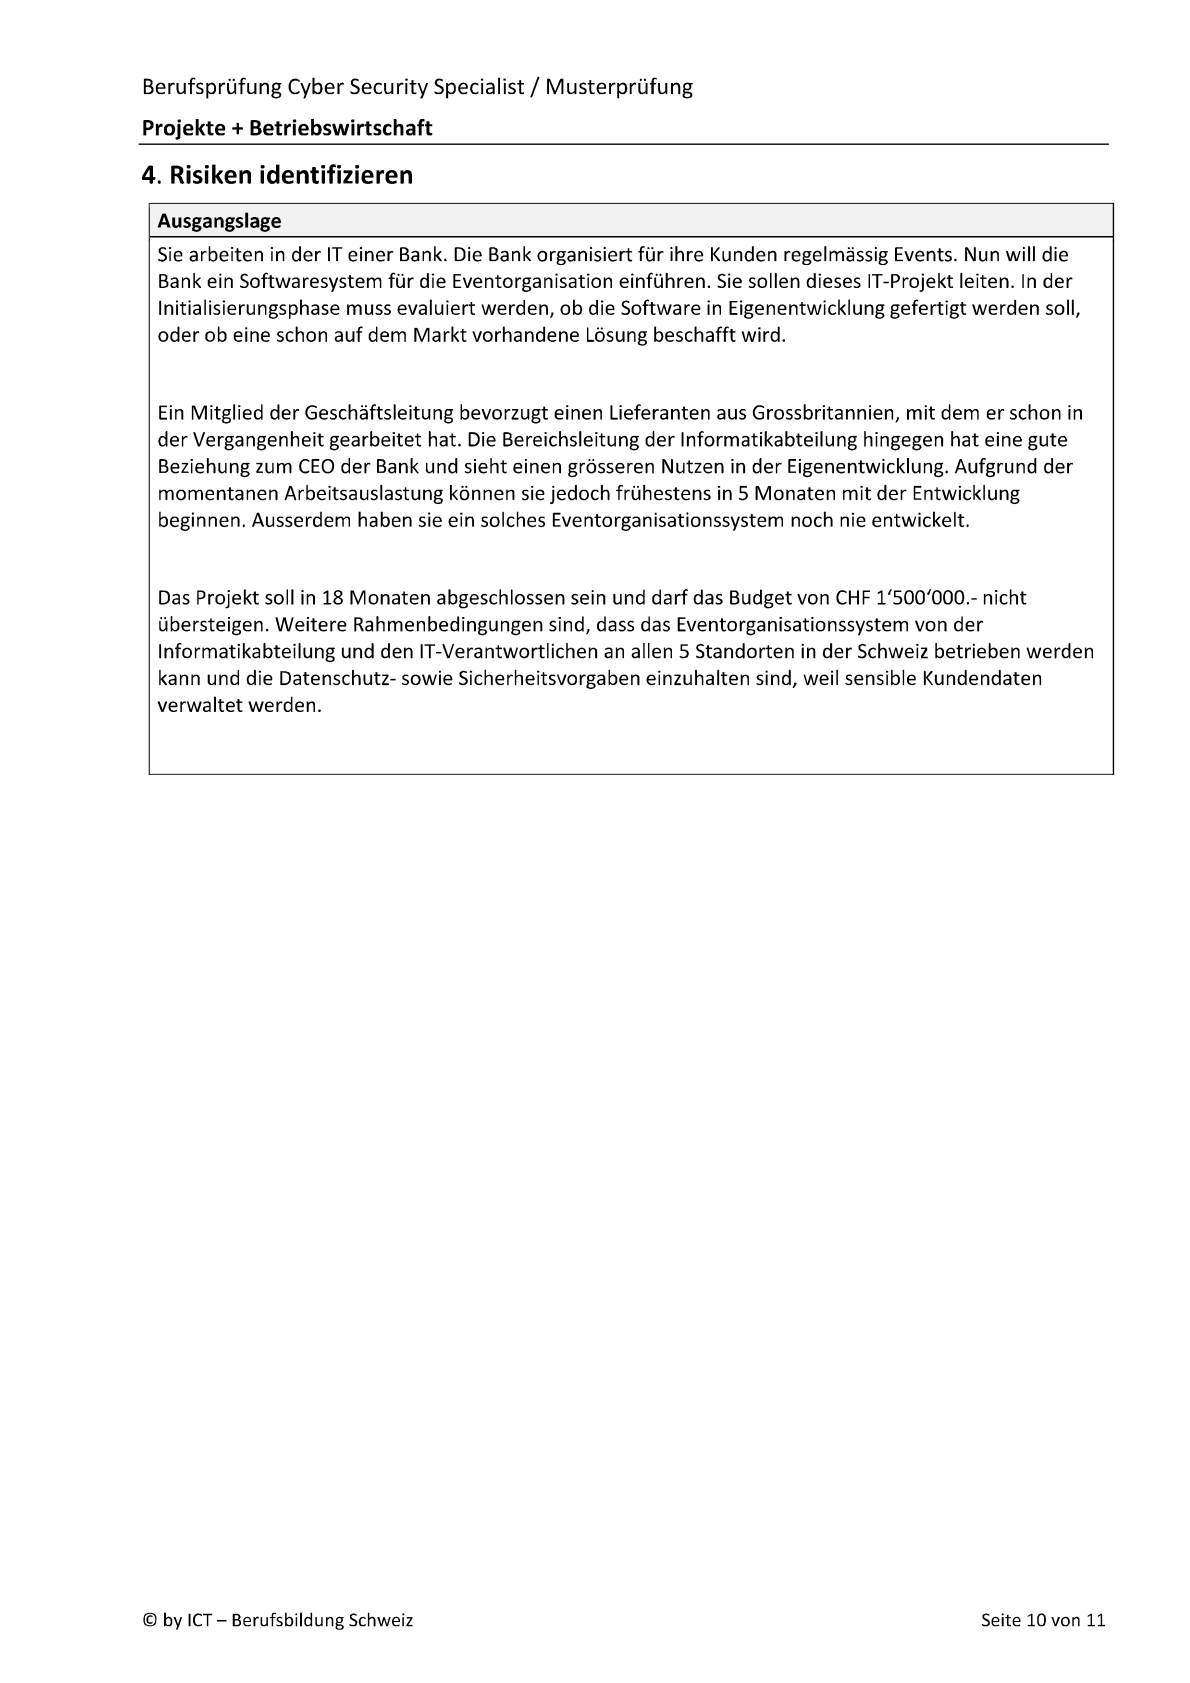 Berufsprüfung Cyber Security Specialist / Musterprüfung
Projekte + Betriebswirtschaft
4. Risiken identifizieren
Ausgangslage
Sie arbeiten in der IT einer Bank. Die Bank organisiert für ihre Kunden regelmässig Events. Nun will die
Bank ein Softwaresystem für die Eventorganisation einführen. Sie sollen dieses IT-Projekt leiten. In der
Initialisierungsphase muss evaluiert werden, ob die Software in Eigenentwicklung gefertigt werden soll,
oder ob eine schon auf dem Markt vorhandene Lösung beschafft wird.
Ein Mitglied der Geschäftsleitung bevorzugt einen Lieferanten aus Grossbritannien, mit dem er schon in
der Vergangenheit gearbeitet hat. Die Bereichsleitung der Informatikabteilung hingegen hat eine gute
Beziehung zum CEO der Bank und sieht einen grösseren Nutzen in der Eigenentwicklung. Aufgrund der
momentanen Arbeitsauslastung können sie jedoch frühestens in 5 Monaten mit der Entwicklung
beginnen. Ausserdem haben sie ein solches Eventorganisationssystem noch nie entwickelt.
Das Projekt soll in 18 Monaten abgeschlossen sein und darf das Budget von CHF 1‘500‘000.- nicht
übersteigen. Weitere Rahmenbedingungen sind, dass das Eventorganisationssystem von der
Informatikabteilung und den IT-Verantwortlichen an allen 5 Standorten in der Schweiz betrieben werden
kann und die Datenschutz- sowie Sicherheitsvorgaben einzuhalten sind, weil sensible Kundendaten
verwaltet werden.
© by ICT – Berufsbildung Schweiz
Seite 10 von 11